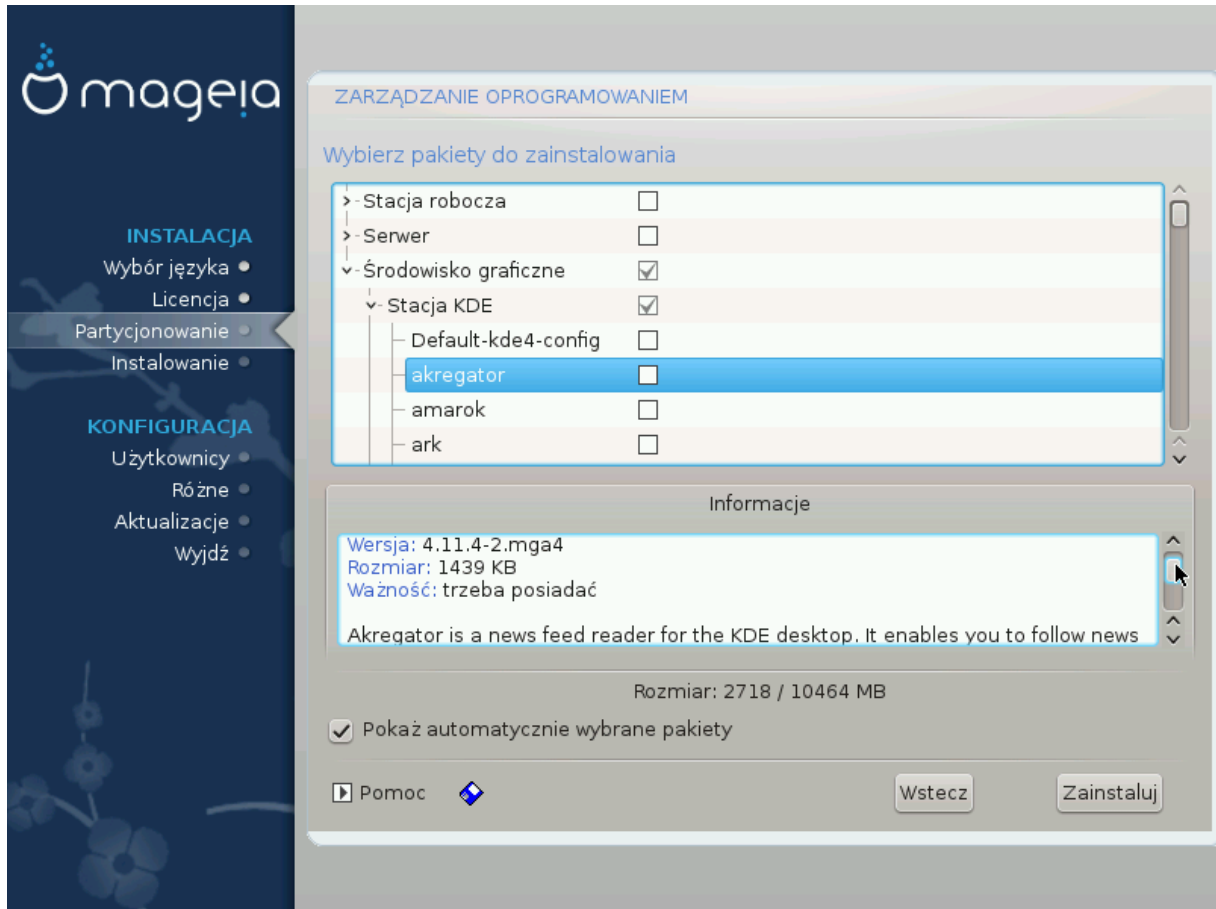 mageia
INSTALACJA
Wybór języka
Licencja
Partycjonowanie
Instalowanie
KONFIGURACJA
Użytkownicy
Różne
Aktualizacje
Wyjdź
ZARZĄDZANIE OPROGRAMOWANIEM
Wybierz pakiety do zainstalowania
Stacja robocza
Serwer
Środowisko graficzne
Stacja KDE
Default-kde4-config
akregator
amarok
ark
Informacje
Wersja: 4.11.4-2.mga4
Rozmiar: 1439 KB
Ważność: trzeba posiadać
Akregator is a news feed reader for the KDE desktop. It enables you to follow news
Rozmiar: 2718 / 10464 MB
Pokaż automatycznie wybrane pakiety
Pomoc
Wstecz
Zainstaluj